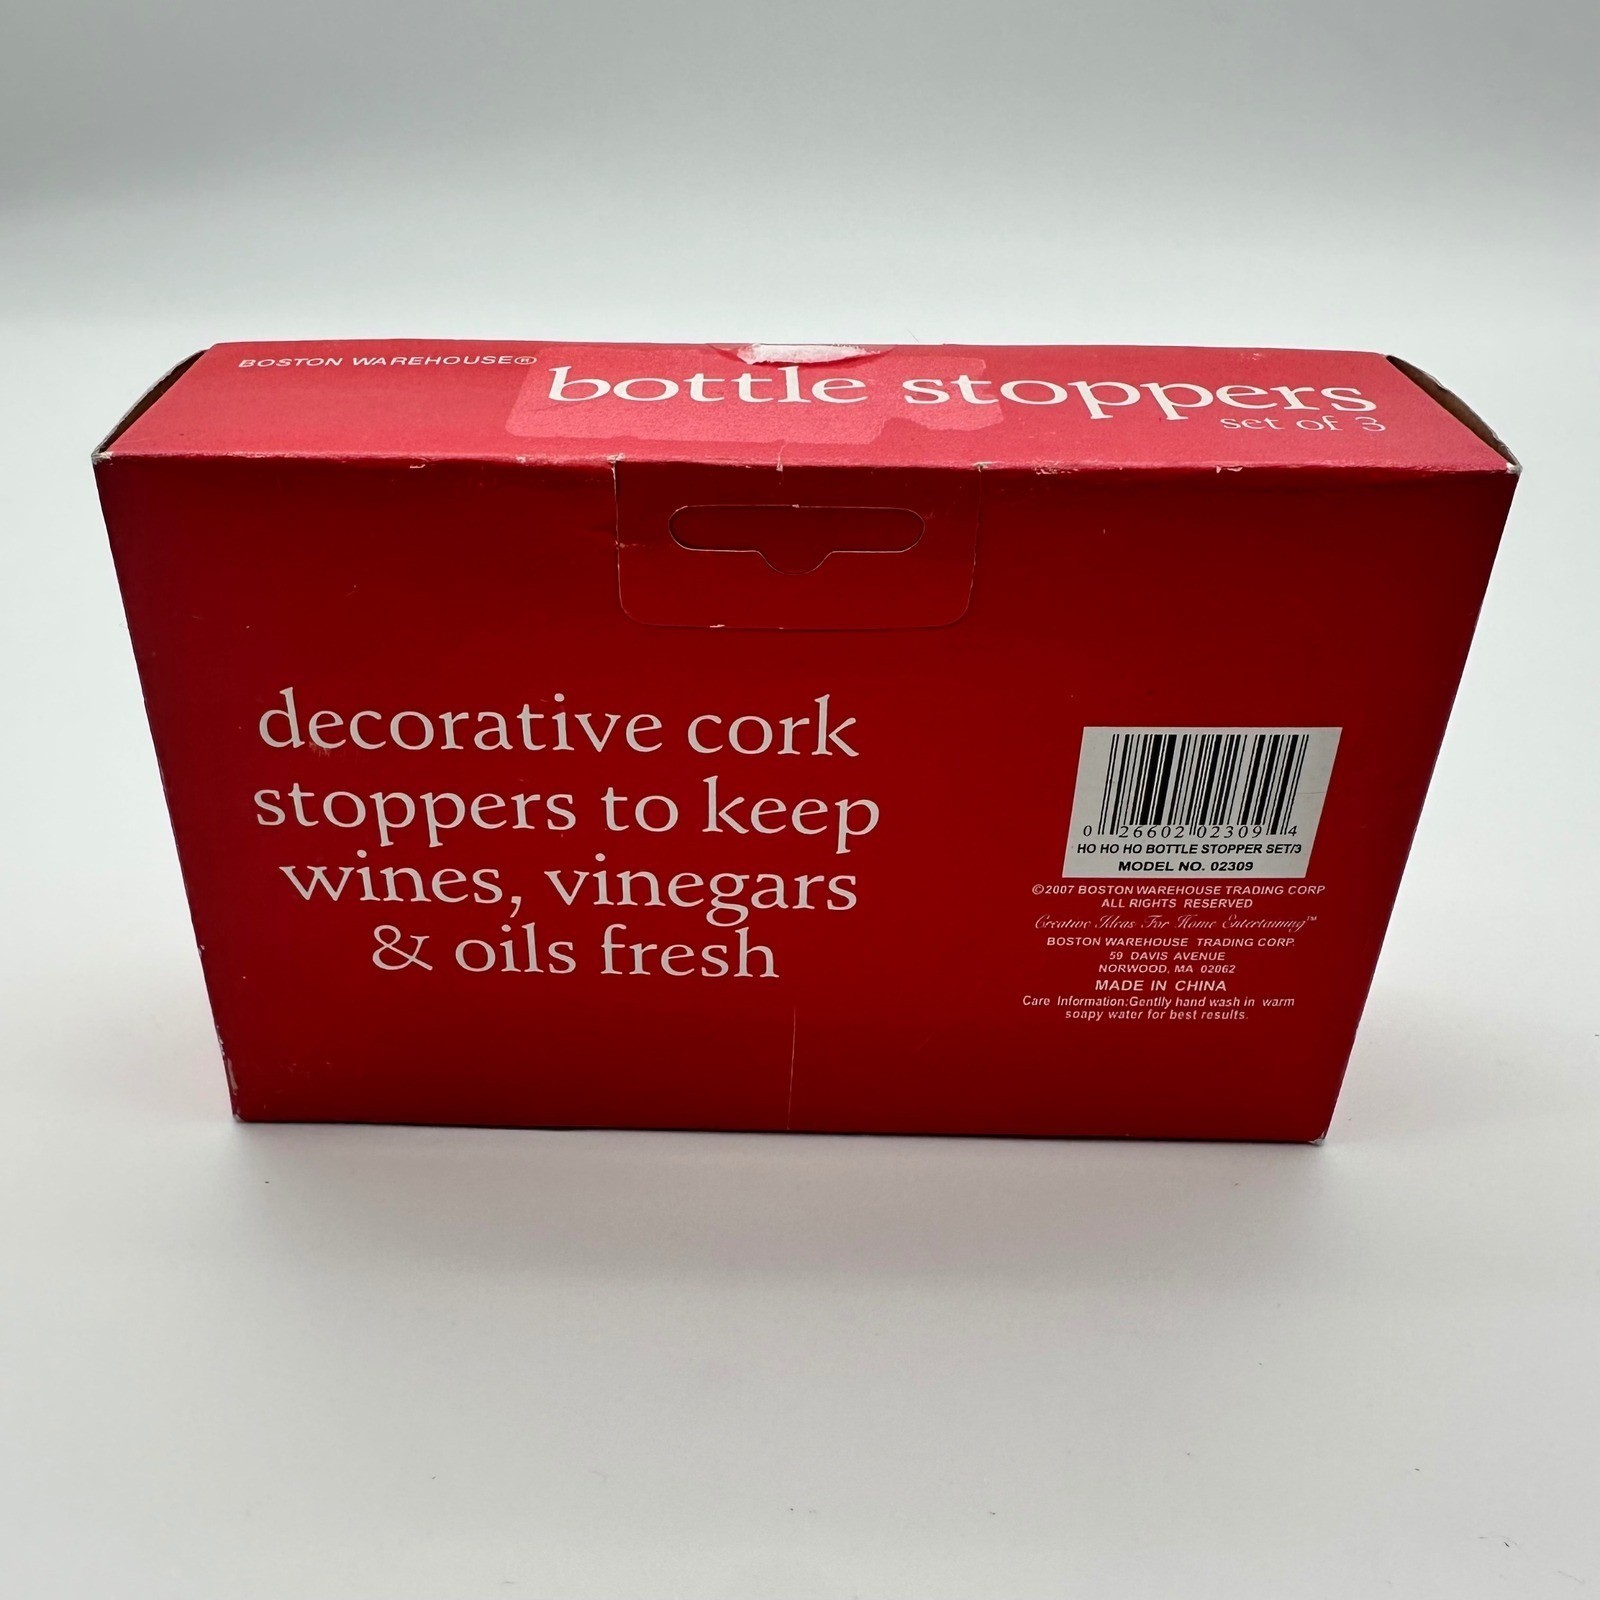 BOSTON WAREHOUSE®
bottle stoppers
set of 3
decorative cork
stoppers to keep
wines, vinegars
& oils fresh
0 26602 02309 4
HO HO HO BOTTLE STOPPER SET/3
MODEL NO. 02309
©2007 BOSTON WAREHOUSE TRADING CORP
ALL RIGHTS RESERVED
Creative Ideas For Home Entertaining™
BOSTON WAREHOUSE TRADING CORP.
59 DAVIS AVENUE
NORWOOD, MA 02062
MADE IN CHINA
Care Information:Gentlly hand wash in warm
soapy water for best results.